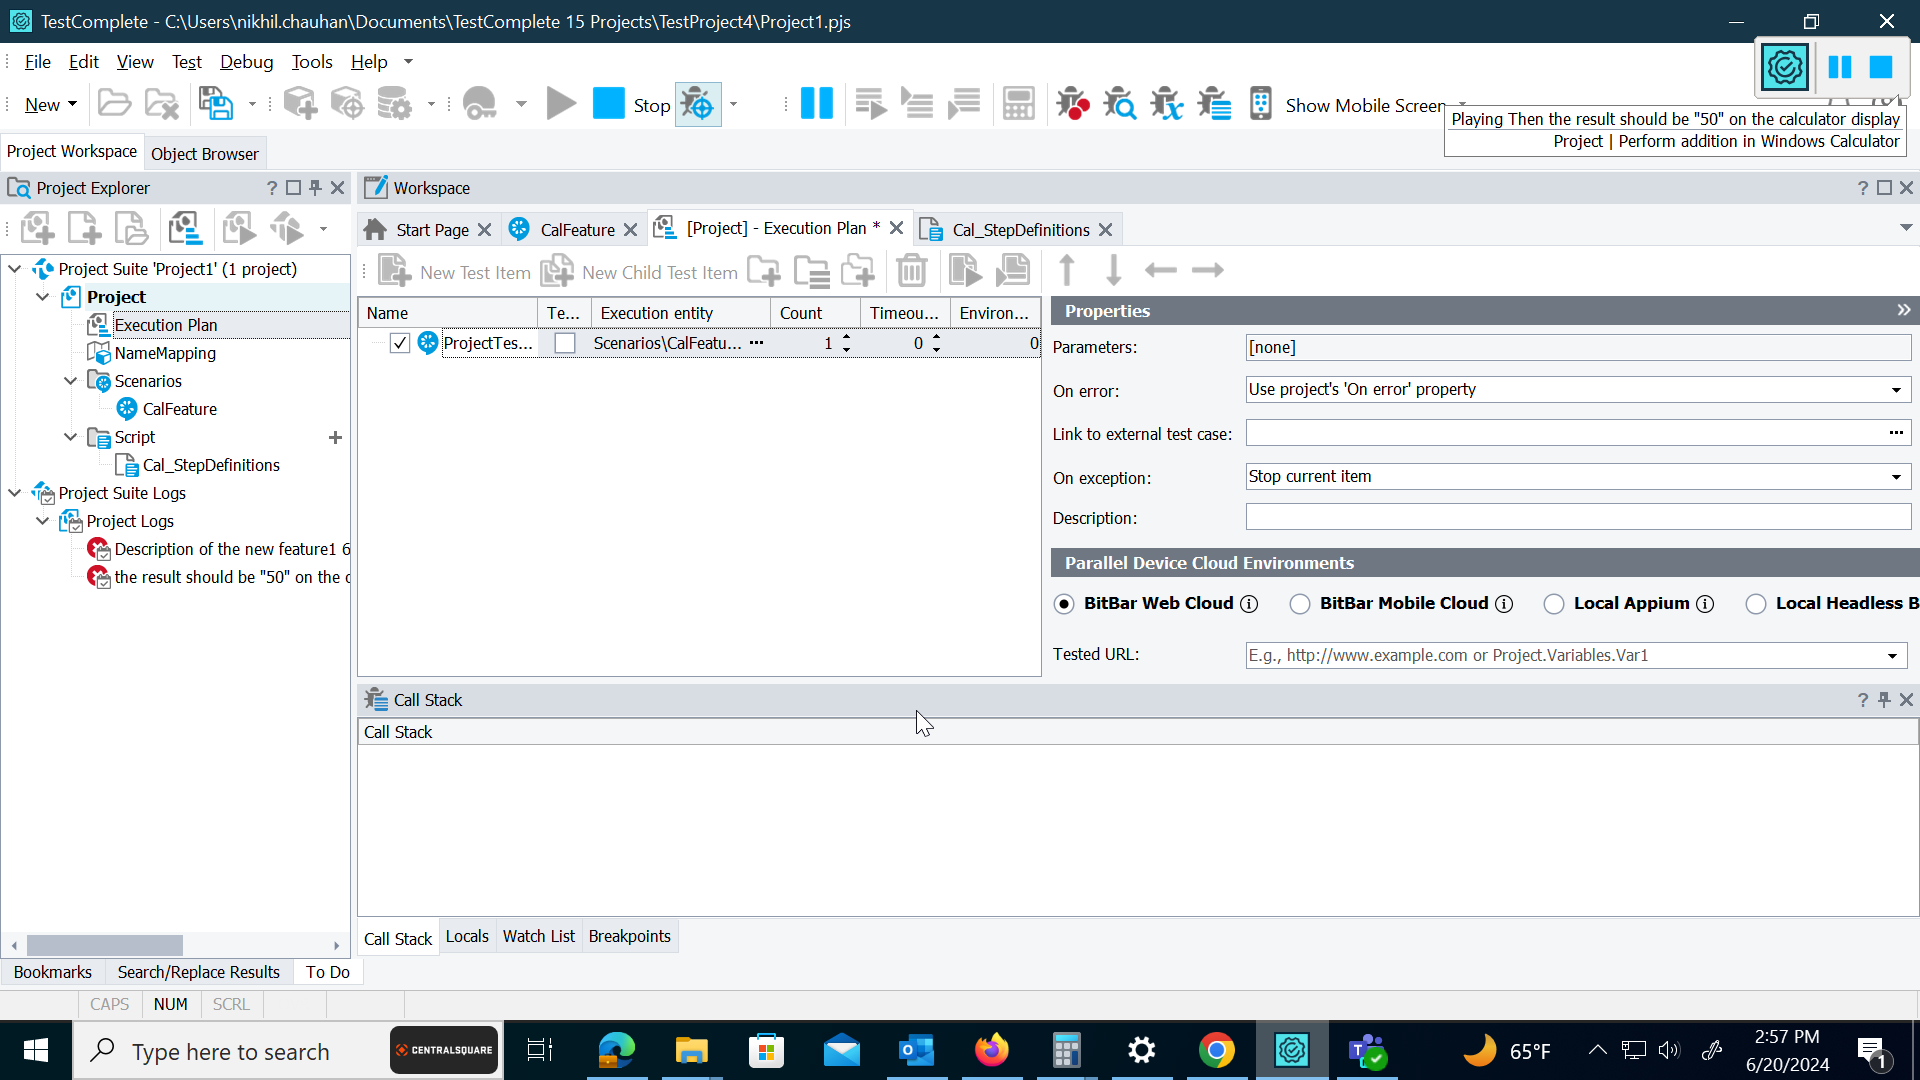 TestComplete - C:\Users\nikhil.chauhan\Documents\TestComplete 15 Projects\TestProject4\Project1.pjs
File Edit View Test Debug Tools Help
New Stop Show Mobile Screen
Playing Then the result should be "50" on the calculator display
Project | Perform addition in Windows Calculator
Project Workspace Object Browser
Project Explorer ?
Workspace ?
Start Page CalFeature [Project] - Execution Plan * Cal_StepDefinitions
New Test Item New Child Test Item
Project Suite 'Project1' (1 project)
Project
Execution Plan
NameMapping
Scenarios
CalFeature
Script
Cal_StepDefinitions
Project Suite Logs
Project Logs
Description of the new feature1 6
the result should be "50" on the c
Name Te... Execution entity Count Timeou... Environ...
ProjectTes... Scenarios\CalFeatu... ••• 1 0 0
Properties
Parameters: [none]
On error: Use project's 'On error' property
Link to external test case: •••
On exception: Stop current item
Description:
Parallel Device Cloud Environments
BitBar Web Cloud BitBar Mobile Cloud Local Appium Local Headless B
Tested URL: E.g., http://www.example.com or Project.Variables.Var1
Call Stack ?
Call Stack
Call Stack Locals Watch List Breakpoints
Bookmarks Search/Replace Results To Do
CAPS NUM SCRL
Type here to search CENTRALSQUARE
65°F
2:57 PM
6/20/2024
1